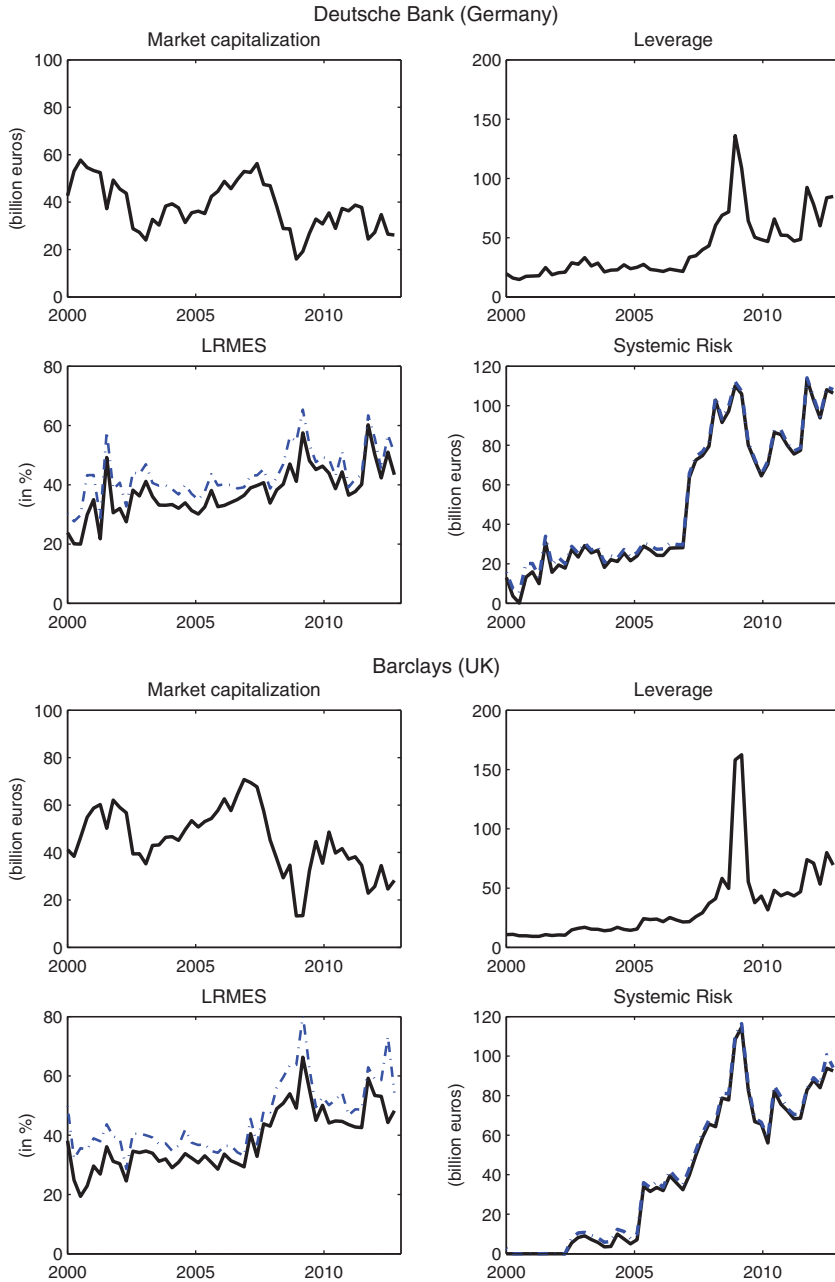 Deutsche Bank (Germany)
Market capitalization
Leverage
100
80
60
40
20
0
(billion euros)
2000 2005 2010
200
150
100
50
0
2000 2005 2010
LRMES
Systemic Risk
80
60
40
20
0
(in %)
2000 2005 2010
120
100
80
60
40
20
0
(billion euros)
2000 2005 2010
Barclays (UK)
Market capitalization
Leverage
100
80
60
40
20
0
(billion euros)
2000 2005 2010
200
150
100
50
0
2000 2005 2010
LRMES
Systemic Risk
80
60
40
20
0
(in %)
2000 2005 2010
120
100
80
60
40
20
0
(billion euros)
2000 2005 2010